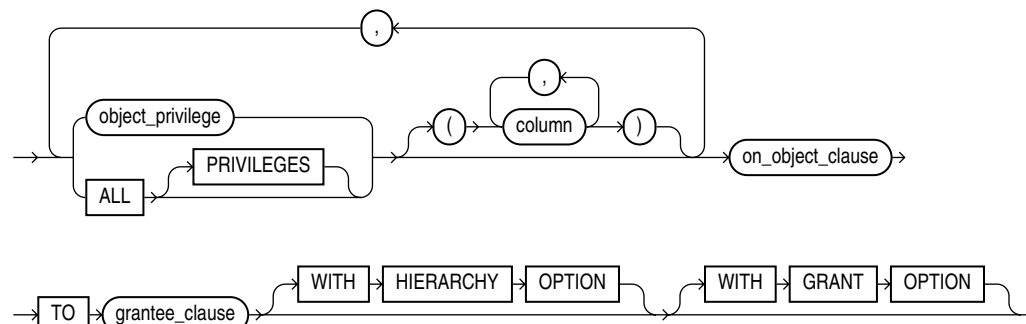 ,
,
object_privilege
( column )
PRIVILEGES
on_object_clause
ALL
WITH HIERARCHY OPTION WITH GRANT OPTION
TO grantee_clause